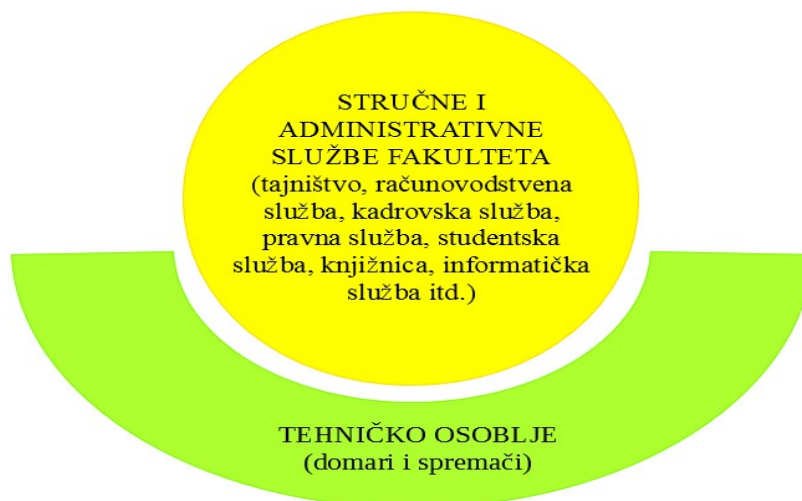 STRUČNE I
ADMINISTRATIVNE
SLUŽBE FAKULTETA
(tajništvo, računovodstvena
služba, kadrovska služba,
pravna služba, studentska
služba, knjižnica, informatička
služba itd.)
TEHNIČKO OSOBLJE
(domari i spremači)